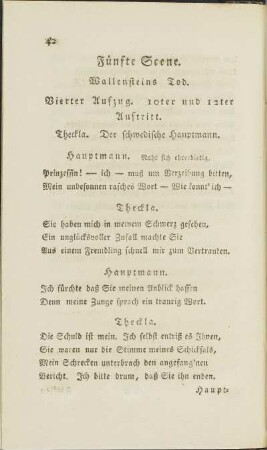 42
Fünfte Scene.
Wallensteins Tod.
Vierter Aufzug. 10ter und 12ter
Auftritt.
Theckla. Der schwedische Hauptmann.
Hauptmann. Naht sich ehrerbietig.
Prinzessin! — ich — muß um Verzeihung bitten,
Mein unbesonnen rasches Wort — Wie konnt' ich —
Theckla.
Sie haben mich in meinem Schmerz gesehen,
Ein unglücksvoller Zufall machte Sie
Aus einem Fremdling schnell mir zum Vertrauten.
Hauptmann.
Ich fürchte daß Sie meinen Anblick hassen
Denn meine Zunge sprach ein traurig Wort.
Theckla.
Die Schuld ist mein. Ich selbst entriß es Ihnen,
Sie waren nur die Stimme meines Schicksals,
Mein Schrecken unterbrach den angefang'nen
Bericht. Ich bitte drum, daß Sie ihn enden.
Haupt-